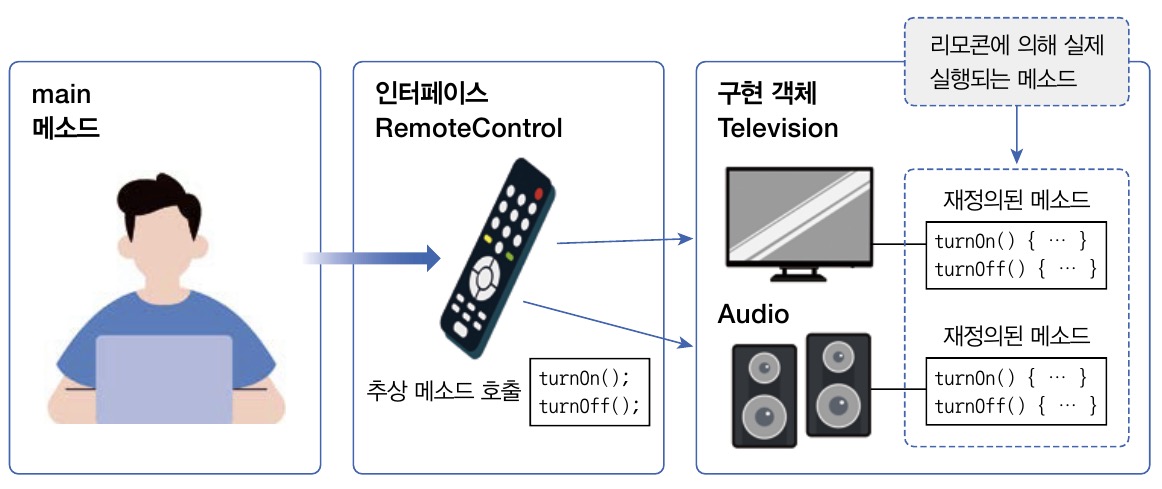 main
메소드
인터페이스
RemoteControl
추상 메소드 호출
turnOn();
turnOff();
구현 객체
Television
리모콘에 의해 실제
실행되는 메소드
재정의된 메소드
turnOn() { ··· }
turnOff() { ··· }
Audio
재정의된 메소드
turnOn() { ··· }
turnOff() { ··· }